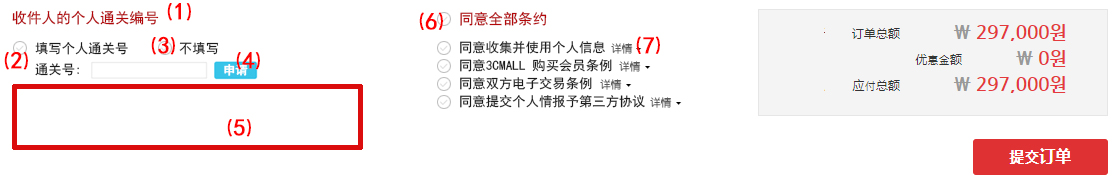 收件人的个人通关编号 (1)
(2) 填写个人通关号 (3) 不填写
通关号： 申请 (4)
(5)
(6) 同意全部条约
同意收集并使用个人信息 详情 (7)
同意3CMALL 购买会员条例 详情
同意双方电子交易条例 详情
同意提交个人情报予第三方协议 详情
订单总额 ₩ 297,000원
优惠金额 ₩ 0원
应付总额 ₩ 297,000원
提交订单